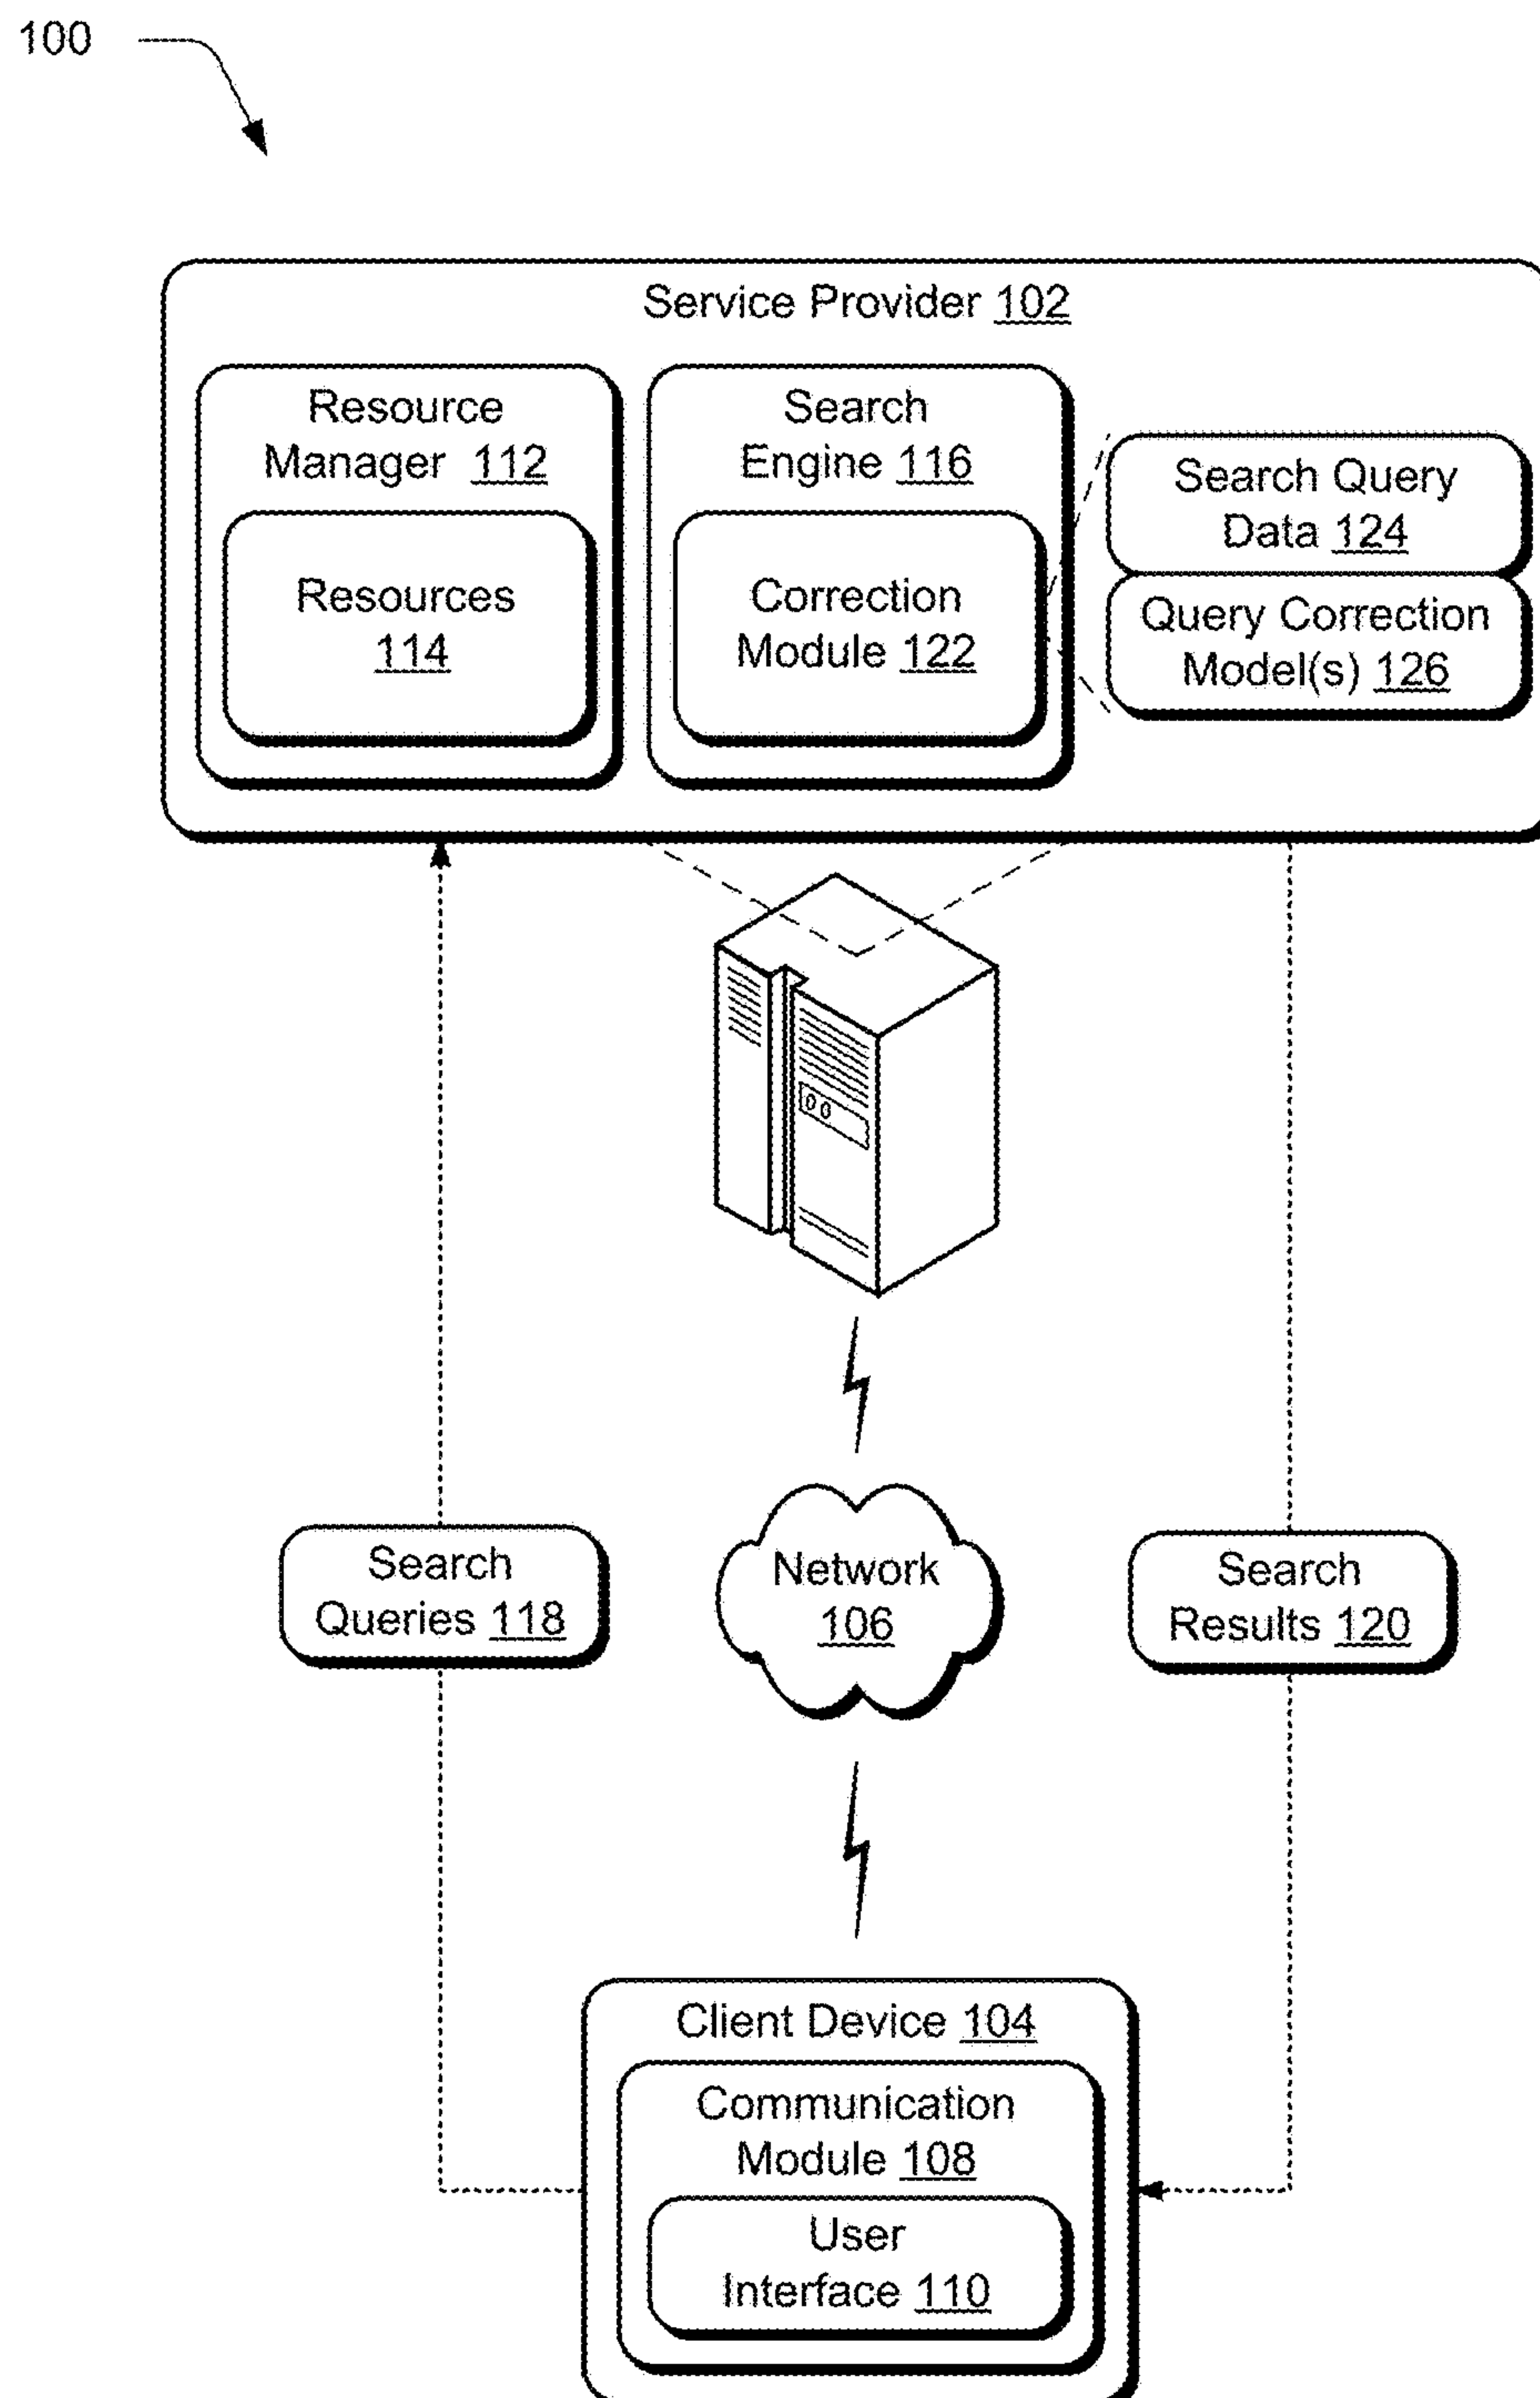 100
Service Provider 102
Resource
Manager 112
Resources
114
Search
Engine 116
Correction
Module 122
Search Query
Data 124
Query Correction
Model(s) 126
Search
Queries 118
Network
106
Search
Results 120
Client Device 104
Communication
Module 108
User
Interface 110